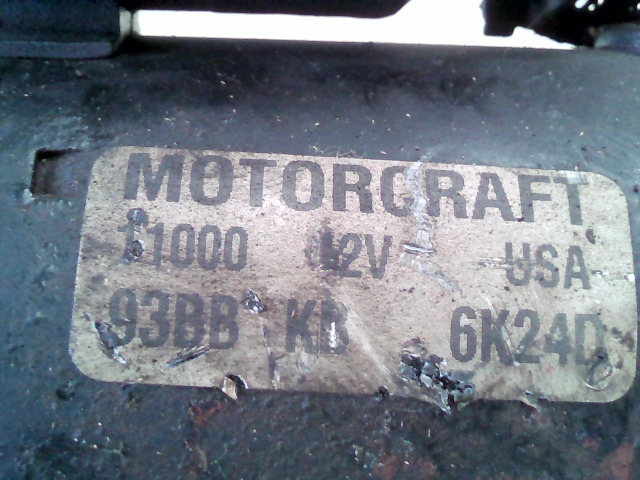 MOTORCRAFT
11000 12V USA
93BB KB 6K24D